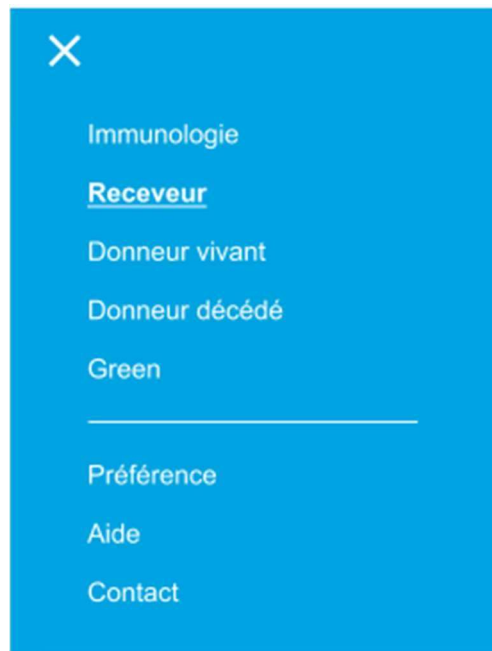 Immunologie
Receveur
Donneur vivant
Donneur décédé
Green
Préférence
Aide
Contact